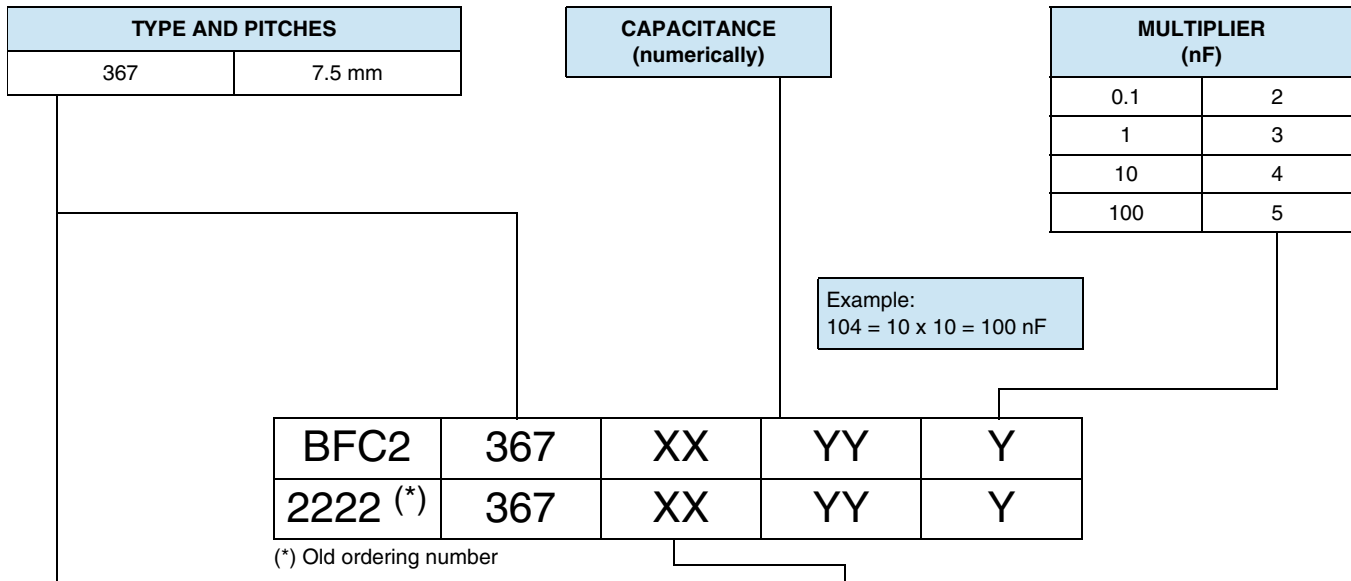 TYPE AND PITCHES
367 7.5 mm
CAPACITANCE
(numerically)
MULTIPLIER
(nF)
0.1 2
1 3
10 4
100 5
Example:
104 = 10 x 10 = 100 nF
BFC2 367 XX YY Y
2222 (*) 367 XX YY Y
(*) Old ordering number